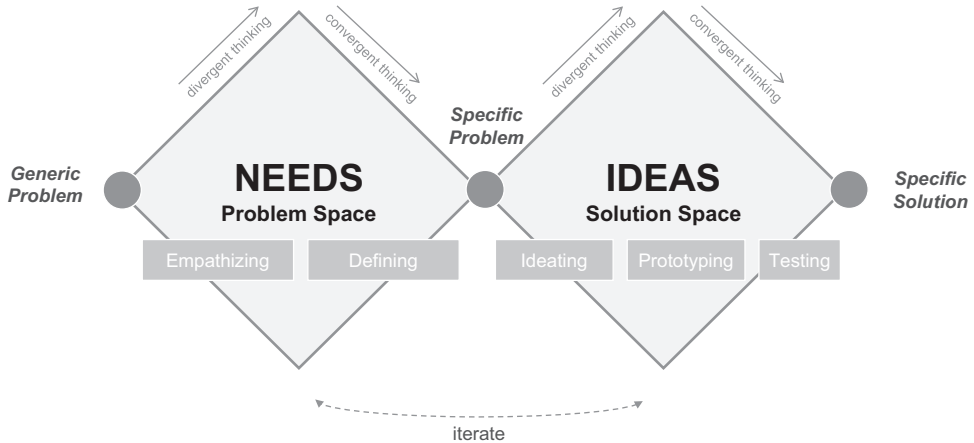 divergent thinking
convergent thinking
divergent thinking
convergent thinking
Specific
Problem
Generic
Problem
NEEDS
Problem Space
IDEAS
Solution Space
Specific
Solution
Empathizing
Defining
Ideating
Prototyping
Testing
iterate